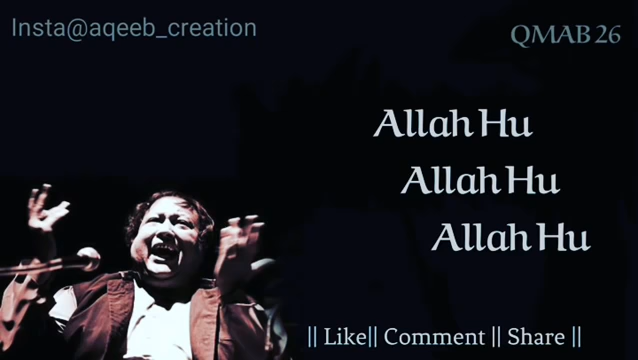 Insta@aqeeb_creation
QMAB 26
Allah Hu
Allah Hu
Allah Hu
|| Like|| Comment || Share ||